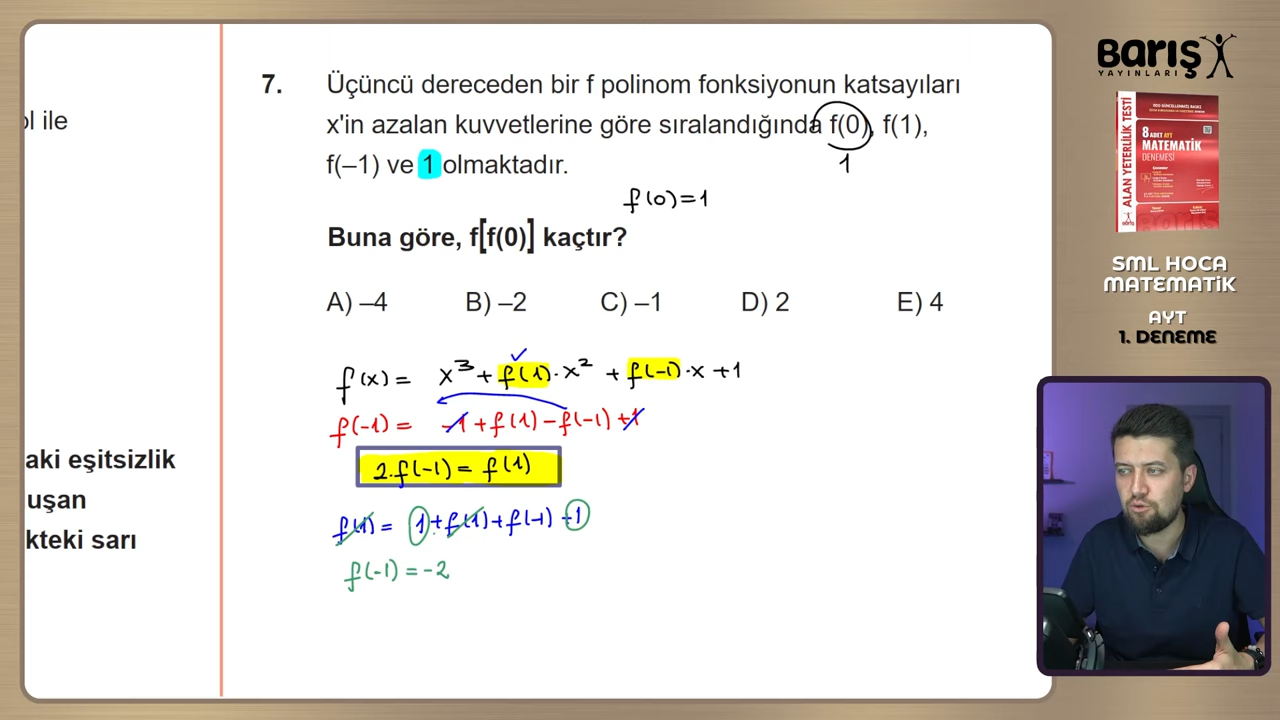 ol ile
aki eşitsizlik
uşan
kteki sarı
7. Üçüncü dereceden bir f polinom fonksiyonun katsayıları
x'in azalan kuvvetlerine göre sıralandığında f(0), f(1),
f(–1) ve 1 olmaktadır.
1
f(0)=1
Buna göre, f[f(0)] kaçtır?
A) –4 B) –2 C) –1 D) 2 E) 4
f(x) = x³ + f(1)·x² + f(-1)·x +1
f(-1) = -1 + f(1) - f(-1) +1
2.f(-1) = f(1)
f(1) = 1 + f(1) + f(-1) +1
f(-1) = -2
BARIŞ
YAYINLARI
ALAN YETERLİLİK TESTİ
8 ADET AYT
MATEMATİK
DENEMESİ
SML HOCA
MATEMATİK
AYT
1. DENEME